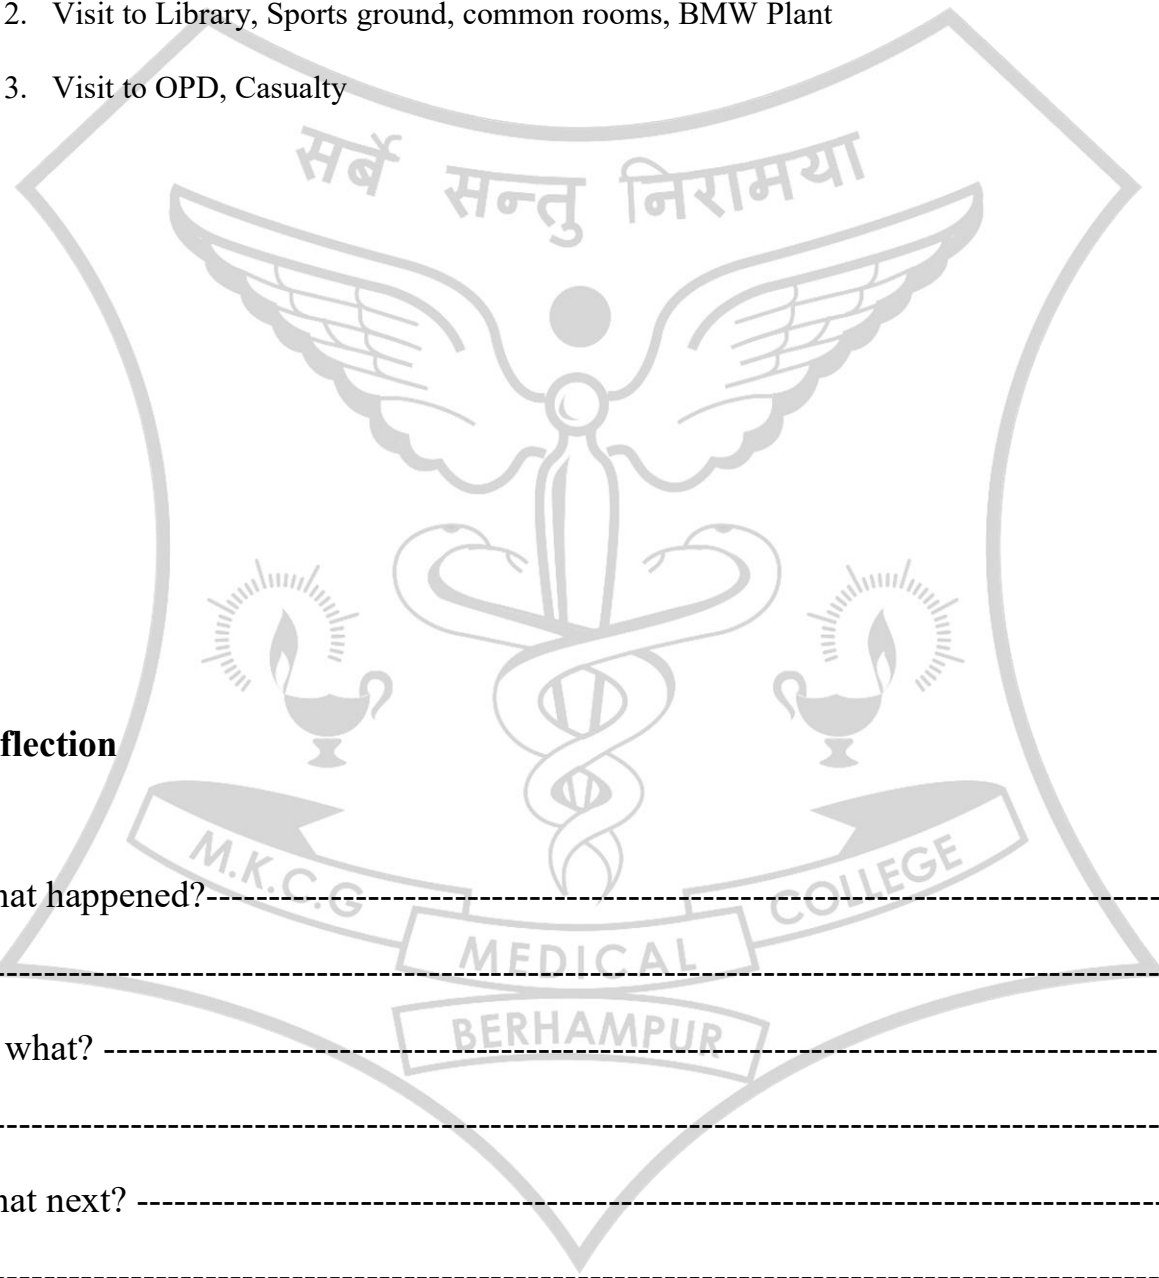 2. Visit to Library, Sports ground, common rooms, BMW Plant
3. Visit to OPD, Casualty
सर्बे सन्तु निरामया
flection
M.K.C.G
COLLEGE
hat happened?--------------------------------------------------------------
------------------------------------------------------------------------------
MEDICAL
what? ----------------------------------------------------------------------
BERHAMPUR
------------------------------------------------------------------------------
hat next? -------------------------------------------------------------------
------------------------------------------------------------------------------